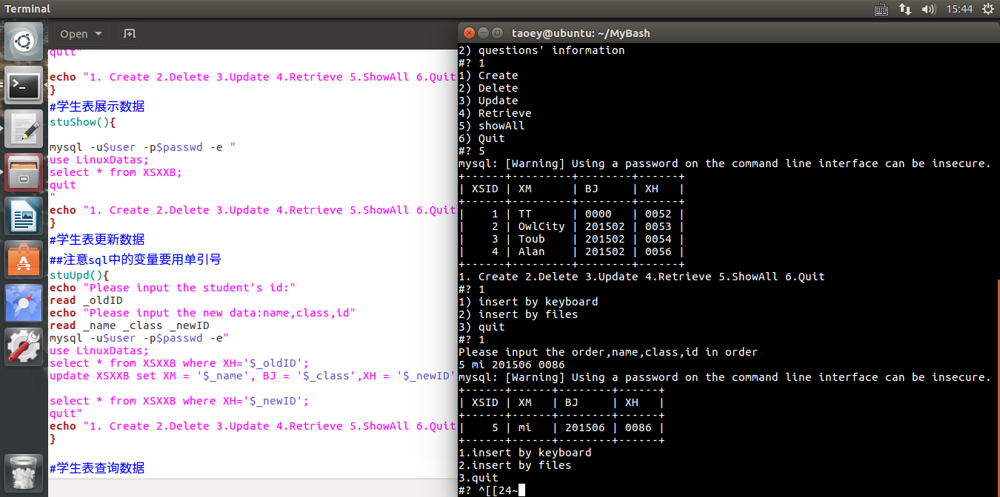 Terminal
15:44
Open
quit"
echo "1. Create 2.Delete 3.Update 4.Retrieve 5.ShowAll 6.Quit
}
#学生表展示数据
stuShow(){
mysql -u$user -p$passwd -e "
use LinuxDatas;
select * from XSXXB;
quit
"
echo "1. Create 2.Delete 3.Update 4.Retrieve 5.ShowAll 6.Quit
}
#学生表更新数据
##注意sql中的变量要用单引号
stuUpd(){
echo "Please input the student's id:"
read _oldID
echo "Please input the new data:name,class,id"
read _name _class _newID
mysql -u$user -p$passwd -e"
use LinuxDatas;
select * from XSXXB where XH='$_oldID';
update XSXXB set XM = '$_name', BJ = '$_class',XH = '$_newID'
select * from XSXXB where XH='$_newID';
quit"
echo "1. Create 2.Delete 3.Update 4.Retrieve 5.ShowAll 6.Quit
}
#学生表查询数据
taoey@ubuntu: ~/MyBash
2) questions' information
#? 1
1) Create
2) Delete
3) Update
4) Retrieve
5) showAll
6) Quit
#? 5
mysql: [Warning] Using a password on the command line interface can be insecure.
+------+---------+--------+------+
| XSID | XM      | BJ     | XH   |
+------+---------+--------+------+
|    1 | TT      | 0000   | 0052 |
|    2 | OwlCity | 201502 | 0053 |
|    3 | Toub    | 201502 | 0054 |
|    4 | Alan    | 201502 | 0056 |
+------+---------+--------+------+
1. Create 2.Delete 3.Update 4.Retrieve 5.ShowAll 6.Quit
#? 1
1) insert by keyboard
2) insert by files
3) quit
#? 1
Please input the order,name,class,id in order
5 mi 201506 0086
mysql: [Warning] Using a password on the command line interface can be insecure.
+------+------+--------+------+
| XSID | XM   | BJ     | XH   |
+------+------+--------+------+
|    5 | mi   | 201506 | 0086 |
+------+------+--------+------+
1.insert by keyboard
2.insert by files
3.quit
#? ^[[24~